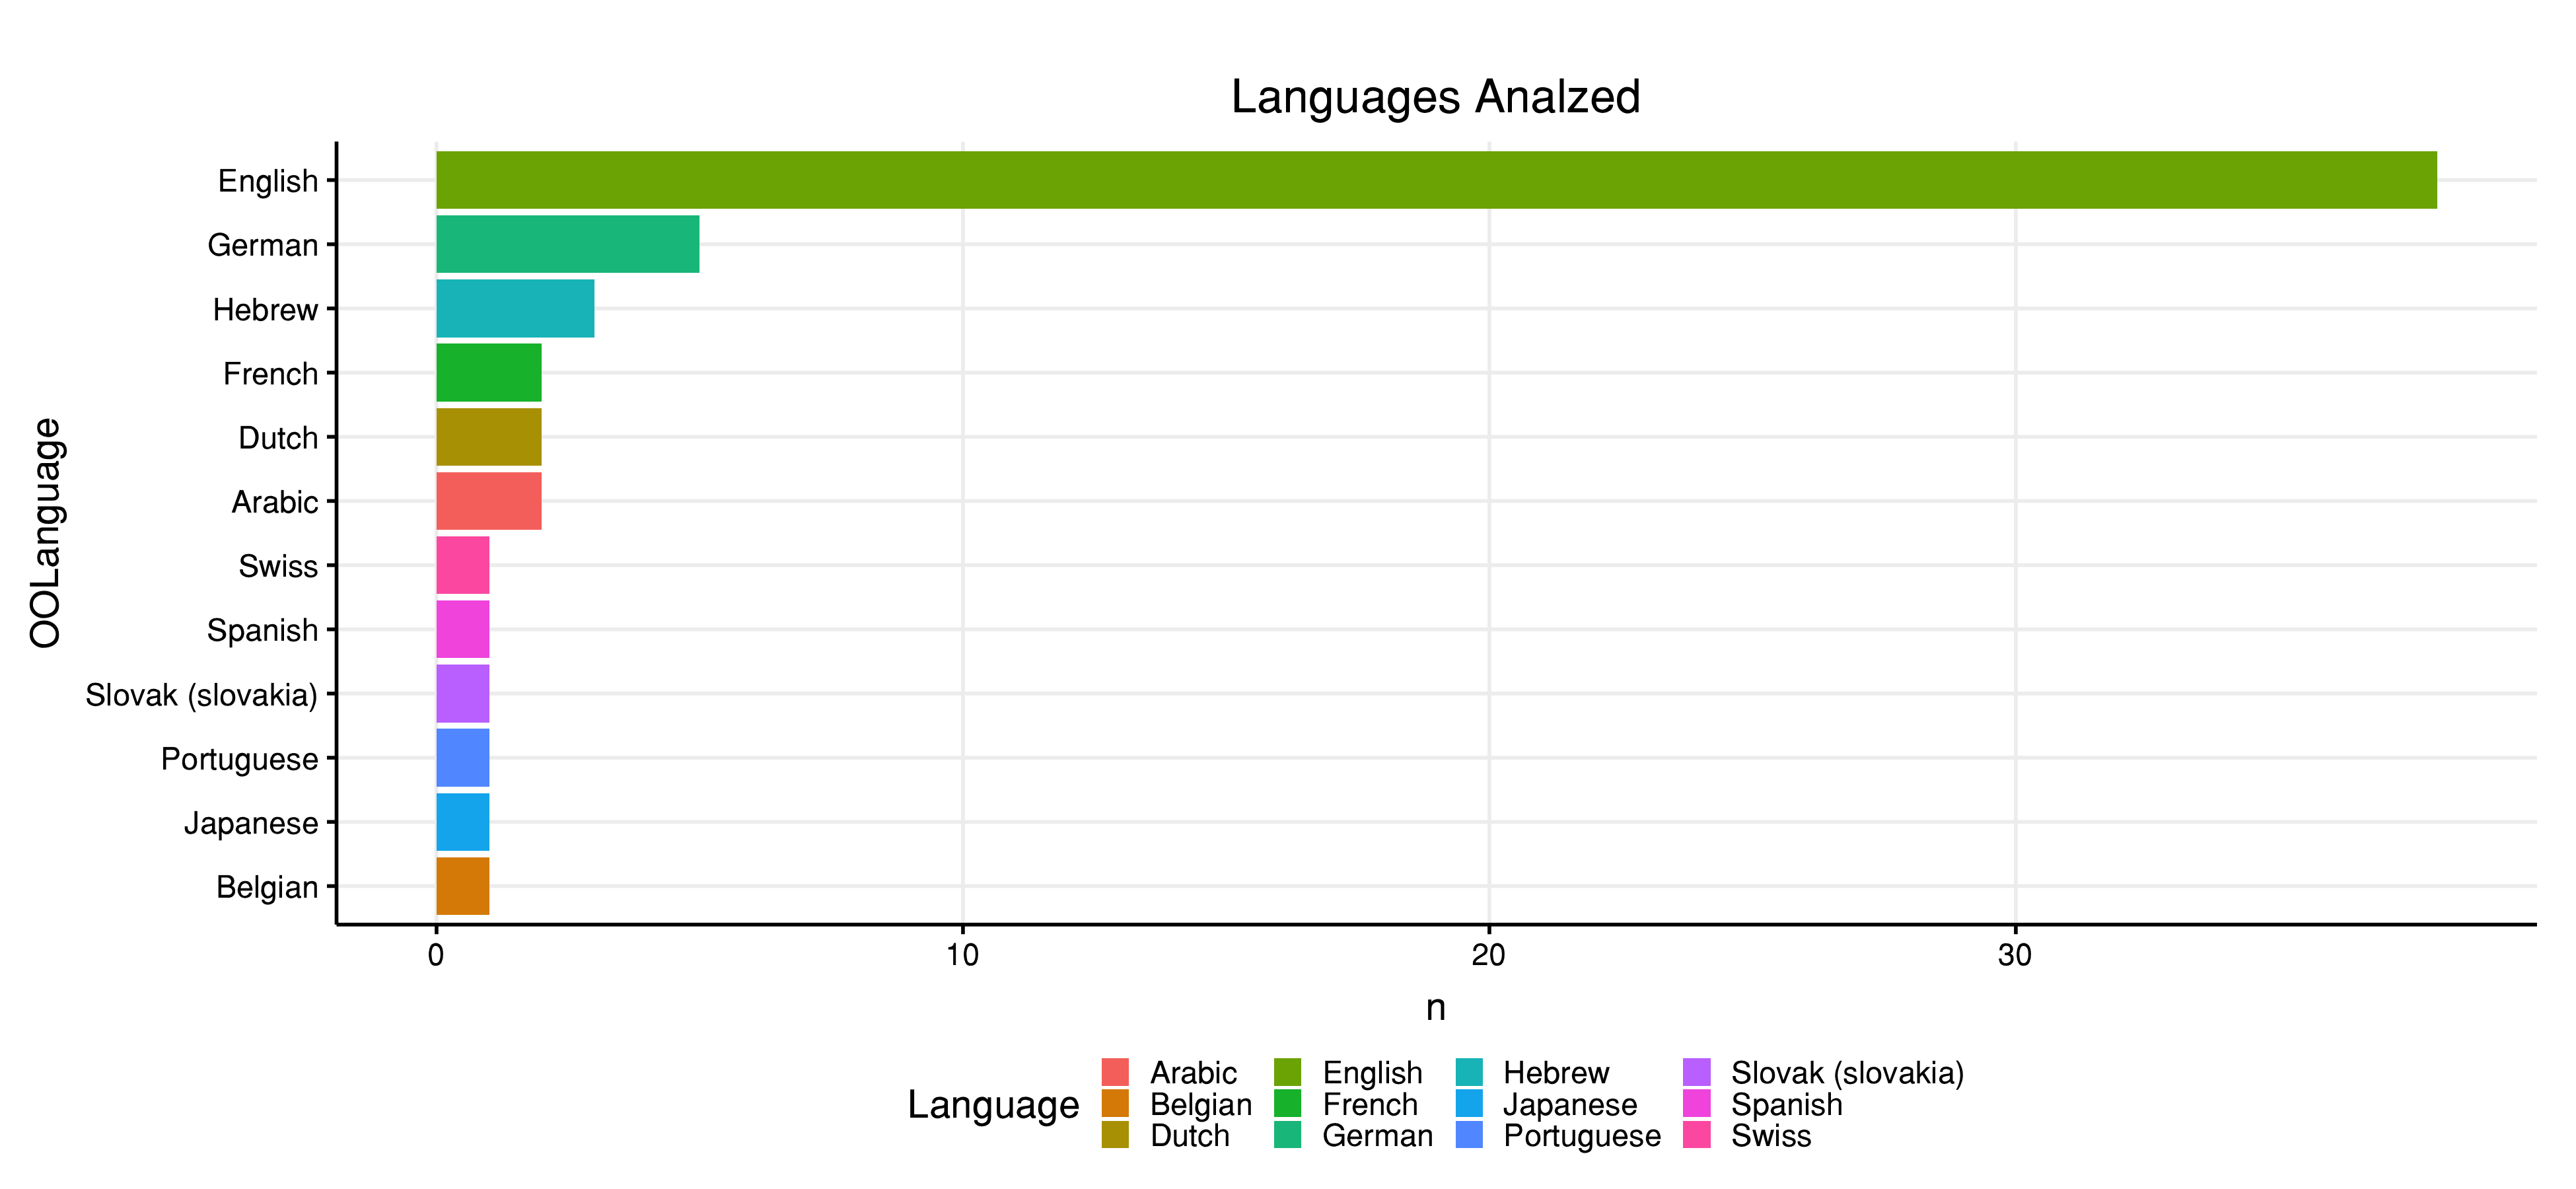 Languages Analzed
OOLanguage
English
German
Hebrew
French
Dutch
Arabic
Swiss
Spanish
Slovak (slovakia)
Portuguese
Japanese
Belgian
0 10 20 30
n
Language
Arabic English Hebrew Slovak (slovakia)
Belgian French Japanese Spanish
Dutch German Portuguese Swiss